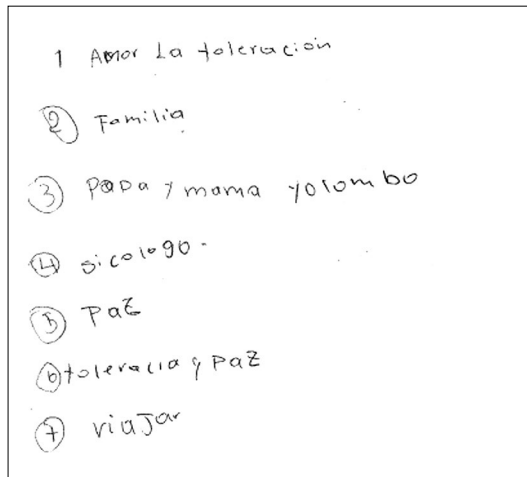 1 Amor La toleración
2 Familia
3 PaPa y mama yolombo
4 sicologo.
5 Paz
6 toleracia y Paz
7 viaJar